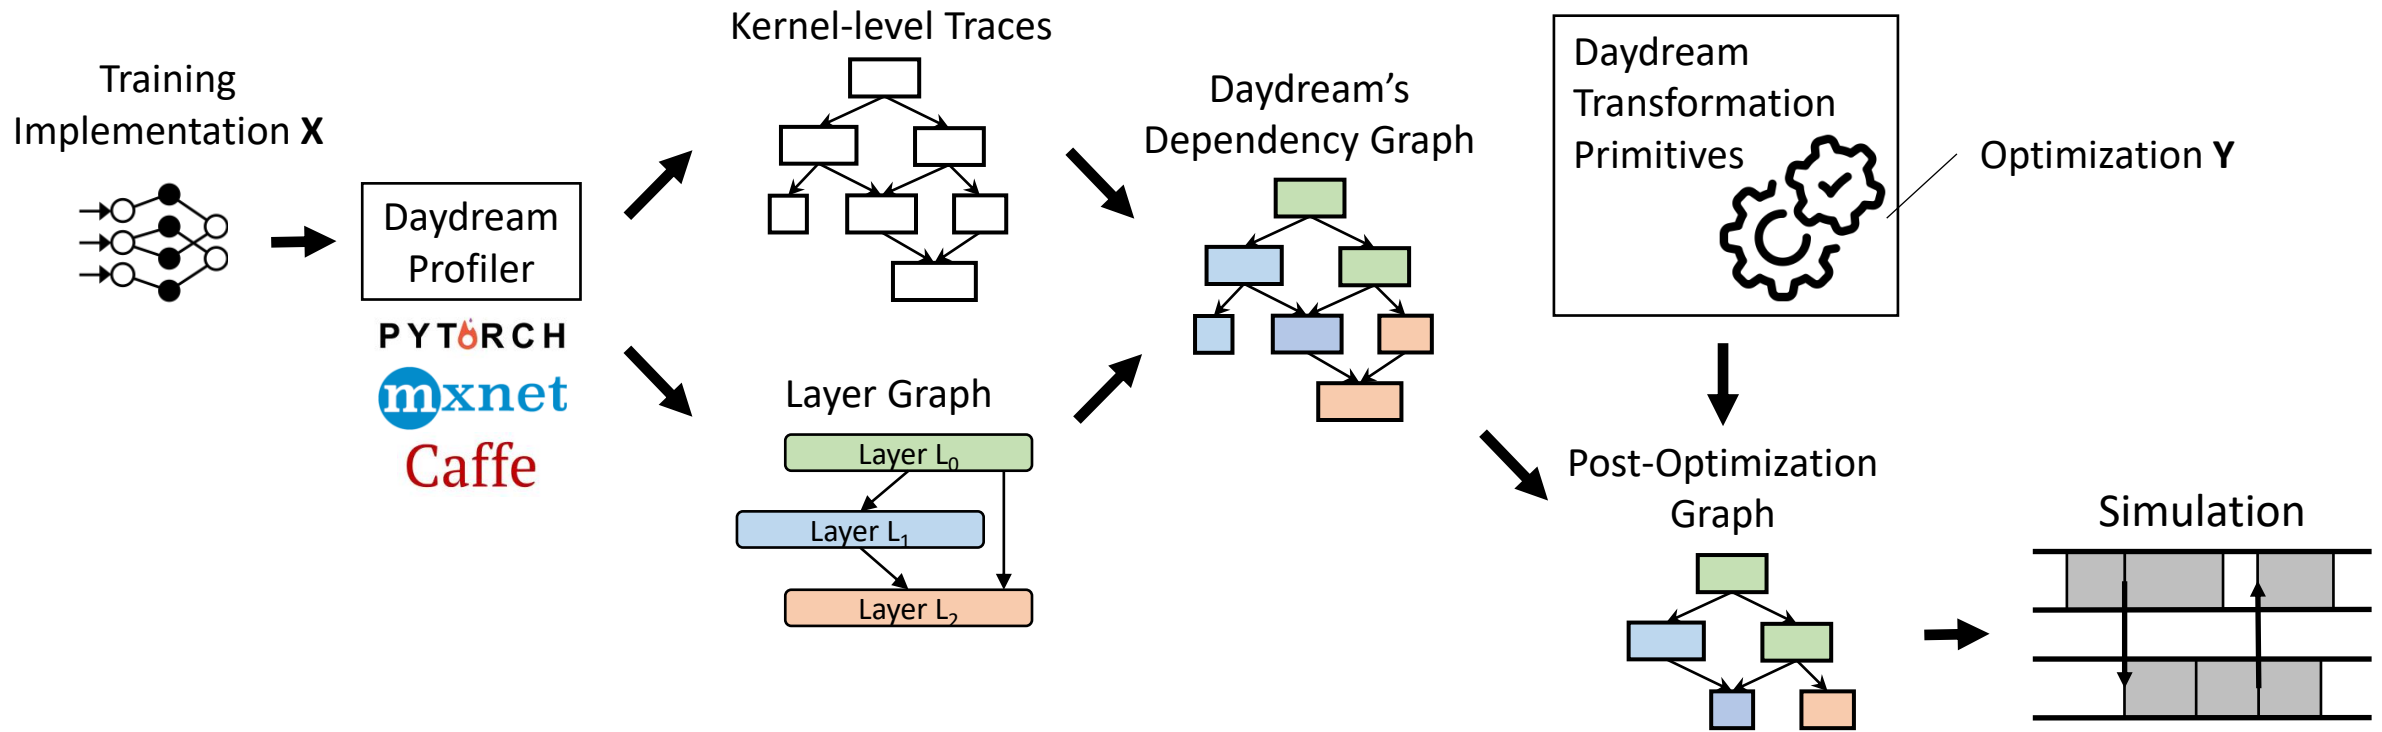 Training
Implementation X
Daydream
Profiler
PYTORCH
mxnet
Caffe
Kernel-level Traces
Layer Graph
Layer L0
Layer L1
Layer L2
Daydream’s
Dependency Graph
Daydream
Transformation
Primitives
Optimization Y
Post-Optimization
Graph
Simulation